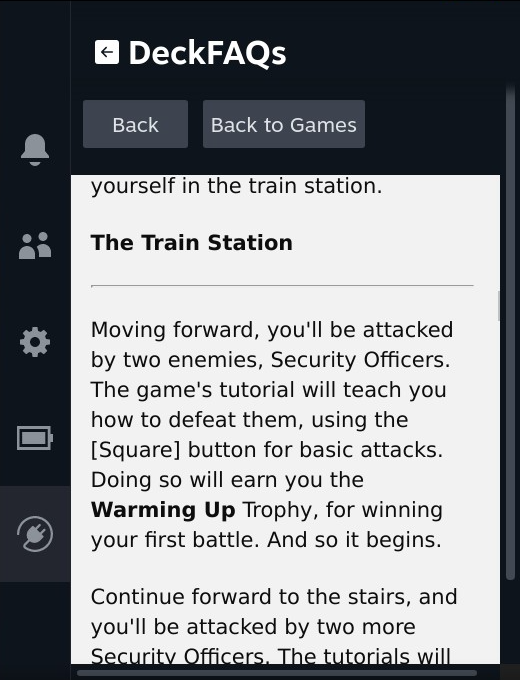 DeckFAQs
Back
Back to Games
yourself in the train station.
The Train Station
Moving forward, you'll be attacked
by two enemies, Security Officers.
The game's tutorial will teach you
how to defeat them, using the
[Square] button for basic attacks.
Doing so will earn you the
Warming Up Trophy, for winning
your first battle. And so it begins.
Continue forward to the stairs, and
you'll be attacked by two more
Security Officers. The tutorials will